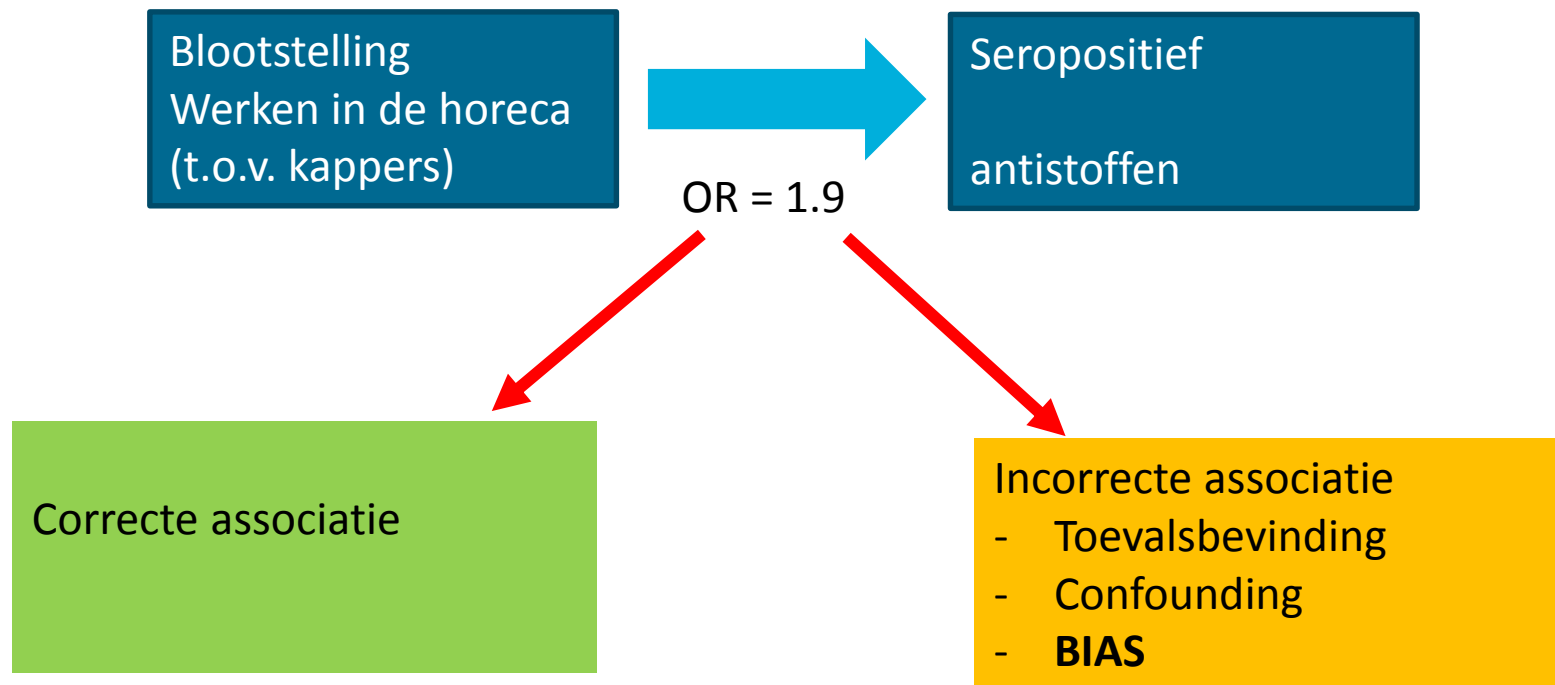 Blootstelling
Werken in de horeca
(t.o.v. kappers)
Seropositief
antistoffen
OR = 1.9
Correcte associatie
Incorrecte associatie
- Toevalsbevinding
- Confounding
- BIAS